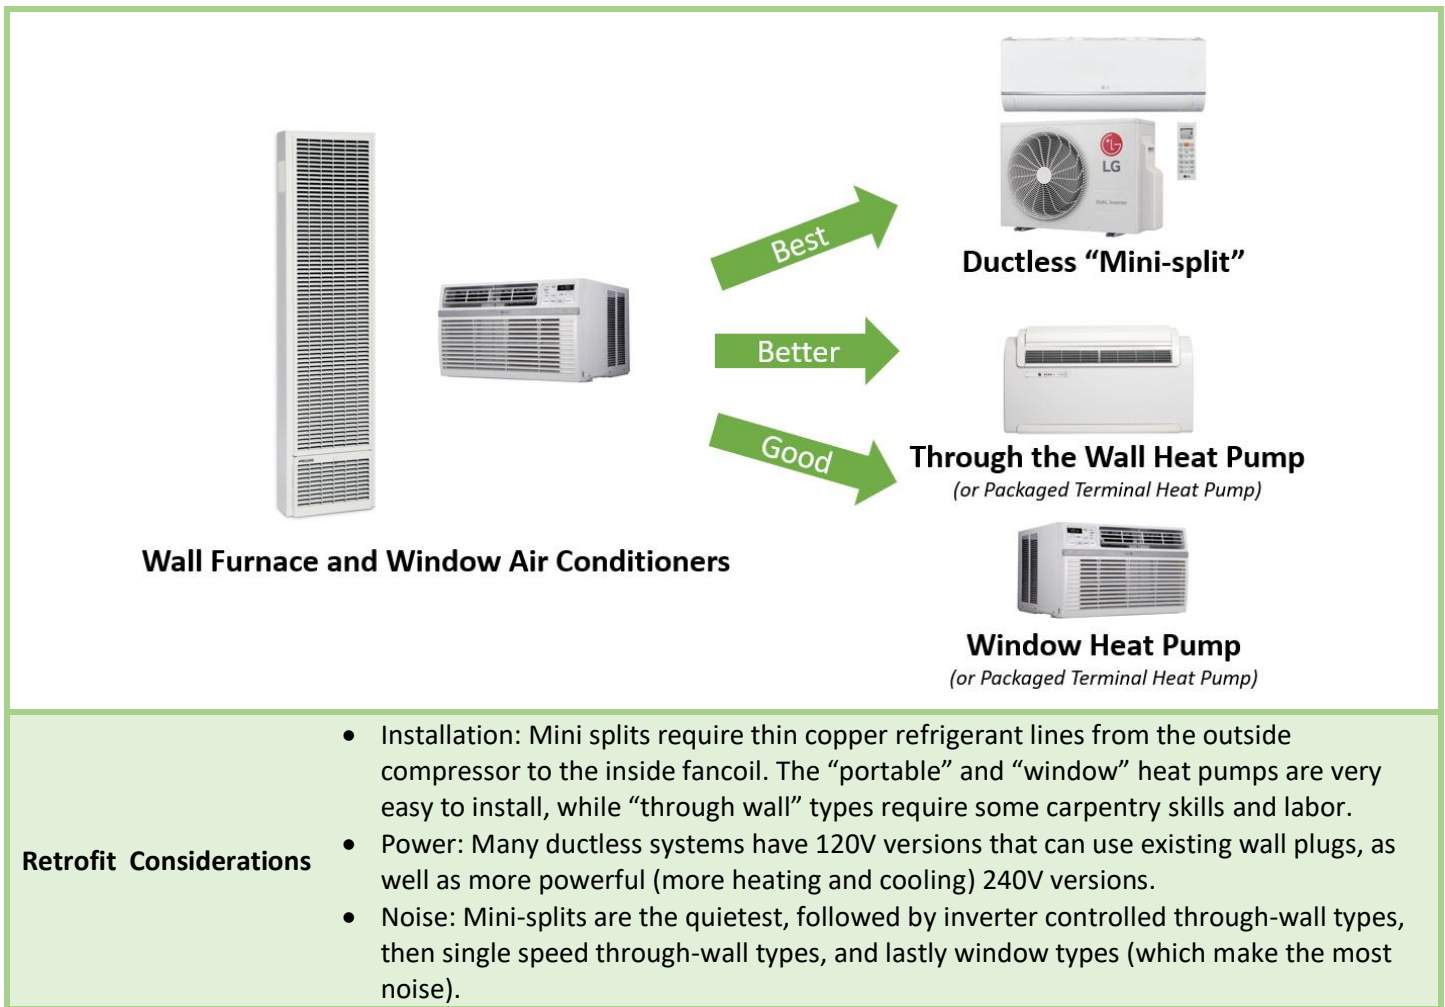 LG
DUAL Inverter
Best
Ductless “Mini-split”
Better
Good
Through the Wall Heat Pump
(or Packaged Terminal Heat Pump)
Wall Furnace and Window Air Conditioners
Window Heat Pump
(or Packaged Terminal Heat Pump)
Retrofit Considerations
• Installation: Mini splits require thin copper refrigerant lines from the outside
compressor to the inside fancoil. The “portable” and “window” heat pumps are very
easy to install, while “through wall” types require some carpentry skills and labor.
• Power: Many ductless systems have 120V versions that can use existing wall plugs, as
well as more powerful (more heating and cooling) 240V versions.
• Noise: Mini-splits are the quietest, followed by inverter controlled through-wall types,
then single speed through-wall types, and lastly window types (which make the most
noise).